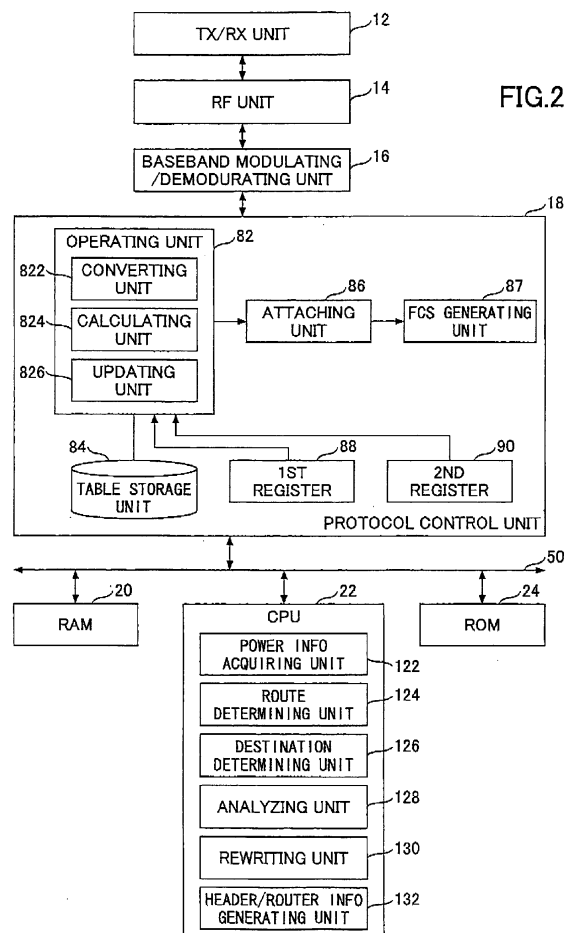 TX/RX UNIT
12
RF UNIT
14
FIG.2
BASEBAND MODULATING
/DEMODURATING UNIT
16
18
OPERATING UNIT
82
822
CONVERTING
UNIT
824
CALCULATING
UNIT
826
UPDATING
UNIT
86
ATTACHING
UNIT
87
FCS GENERATING
UNIT
84
TABLE STORAGE
UNIT
88
1ST
REGISTER
90
2ND
REGISTER
PROTOCOL CONTROL UNIT
50
20
RAM
22
CPU
24
ROM
POWER INFO
ACQUIRING UNIT
122
ROUTE
DETERMINING UNIT
124
DESTINATION
DETERMINING UNIT
126
ANALYZING UNIT
128
REWRITING UNIT
130
HEADER/ROUTER INFO
GENERATING UNIT
132